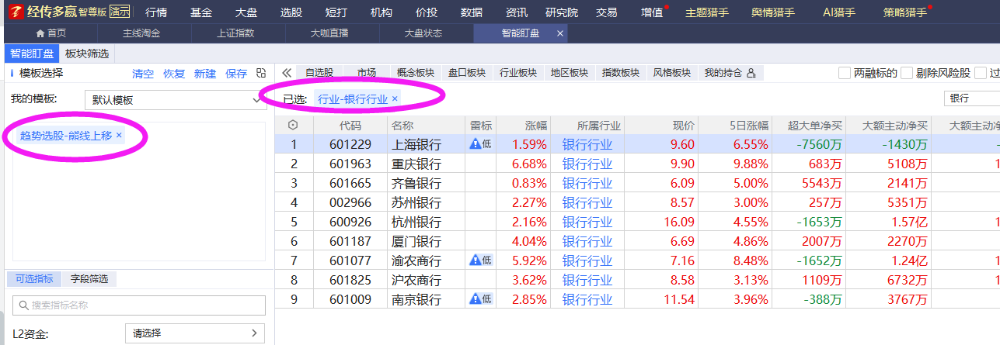 经传多赢 智尊版 演示 行情 基金 大盘 选股 短打 机构 价投 数据 资讯 研究院 交易 增值 主题猎手 舆情猎手 AI猎手 策略猎手
首页 主线淘金 上证指数 大咖直播 大盘状态 智能盯盘 ×
智能盯盘 板块筛选
模板选择 清空 恢复 新建 保存
自选股 市场 概念板块 盘口板块 行业板块 地区板块 指数板块 风格板块 我的持仓 两融标的 剔除风险股 过
我的模板: 默认模板
已选: 行业-银行行业 × 银行
趋势选股-熊线上移 ×
代码 名称 雷标 涨幅 所属行业 现价 5日涨幅 超大单净买 大额主动净买 大额主动净
1 601229 上海银行 低 1.59% 银行行业 9.60 6.55% -7560万 -1430万 -
2 601963 重庆银行 6.68% 银行行业 9.90 9.88% 683万 5108万 1
3 601665 齐鲁银行 0.83% 银行行业 6.09 5.00% 5543万 2141万
4 002966 苏州银行 2.27% 银行行业 8.57 3.00% 257万 5351万
5 600926 杭州银行 2.16% 银行行业 16.09 4.55% -1653万 1.57亿 1
6 601187 厦门银行 4.04% 银行行业 6.69 4.86% 2007万 2270万
7 601077 渝农商行 低 5.92% 银行行业 7.16 8.48% -1652万 1.24亿 1
8 601825 沪农商行 3.62% 银行行业 8.58 3.13% 1109万 6732万 1
9 601009 南京银行 低 2.85% 银行行业 11.54 3.96% -388万 3767万
可选指标 字段筛选
搜索指标名称
L2资金: 请选择